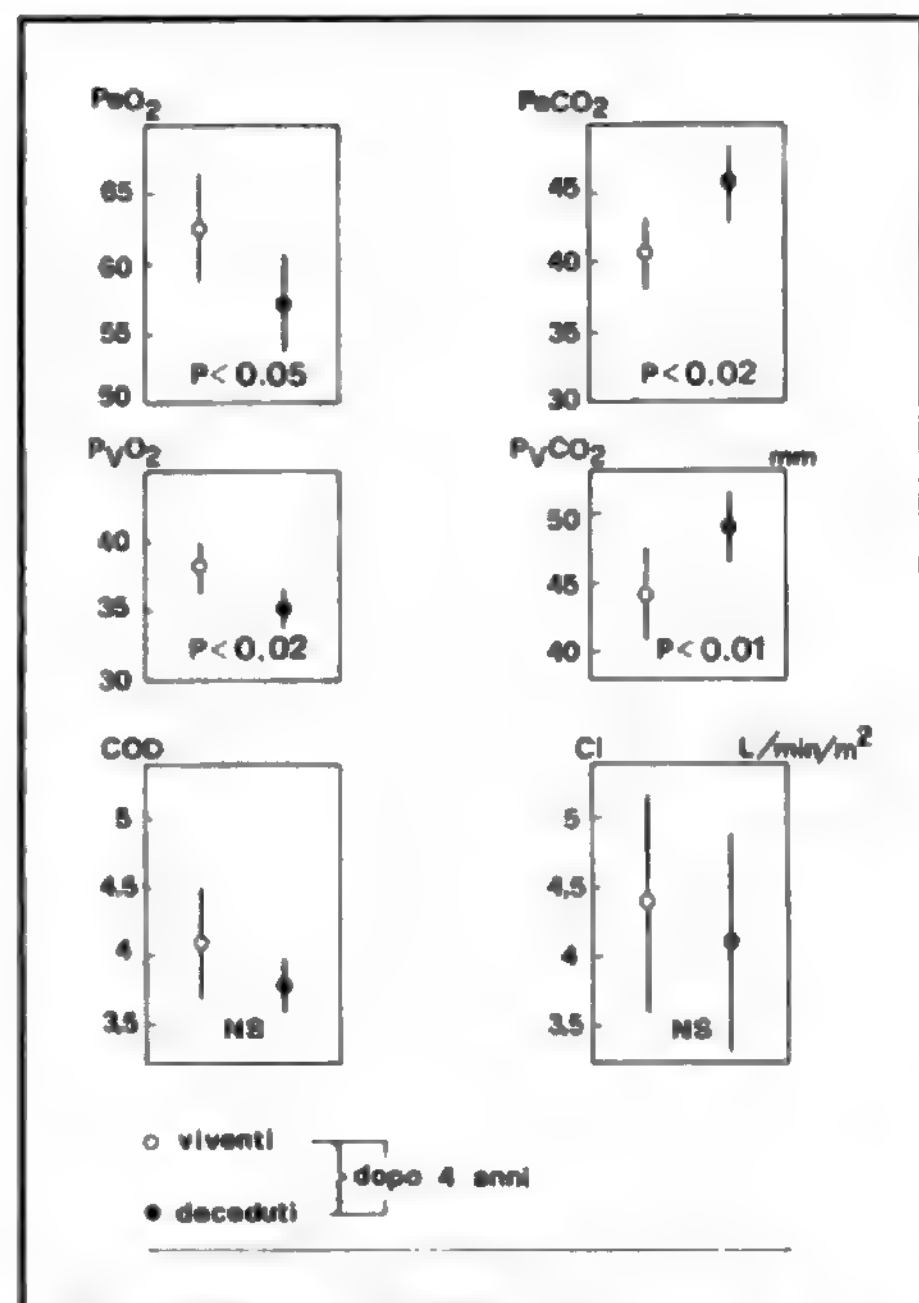 PaO₂
65
60
55
50
P< 0.05
PaCO₂
45
40
35
30
P< 0.02
PvO₂
40
35
30
P< 0.02
PvCO₂ mm
50
45
40
P< 0.01
COD
5
4,5
4
3,5
NS
CI L/min/m²
5
4,5
4
3,5
NS
viventi
deceduti
dopo 4 anni